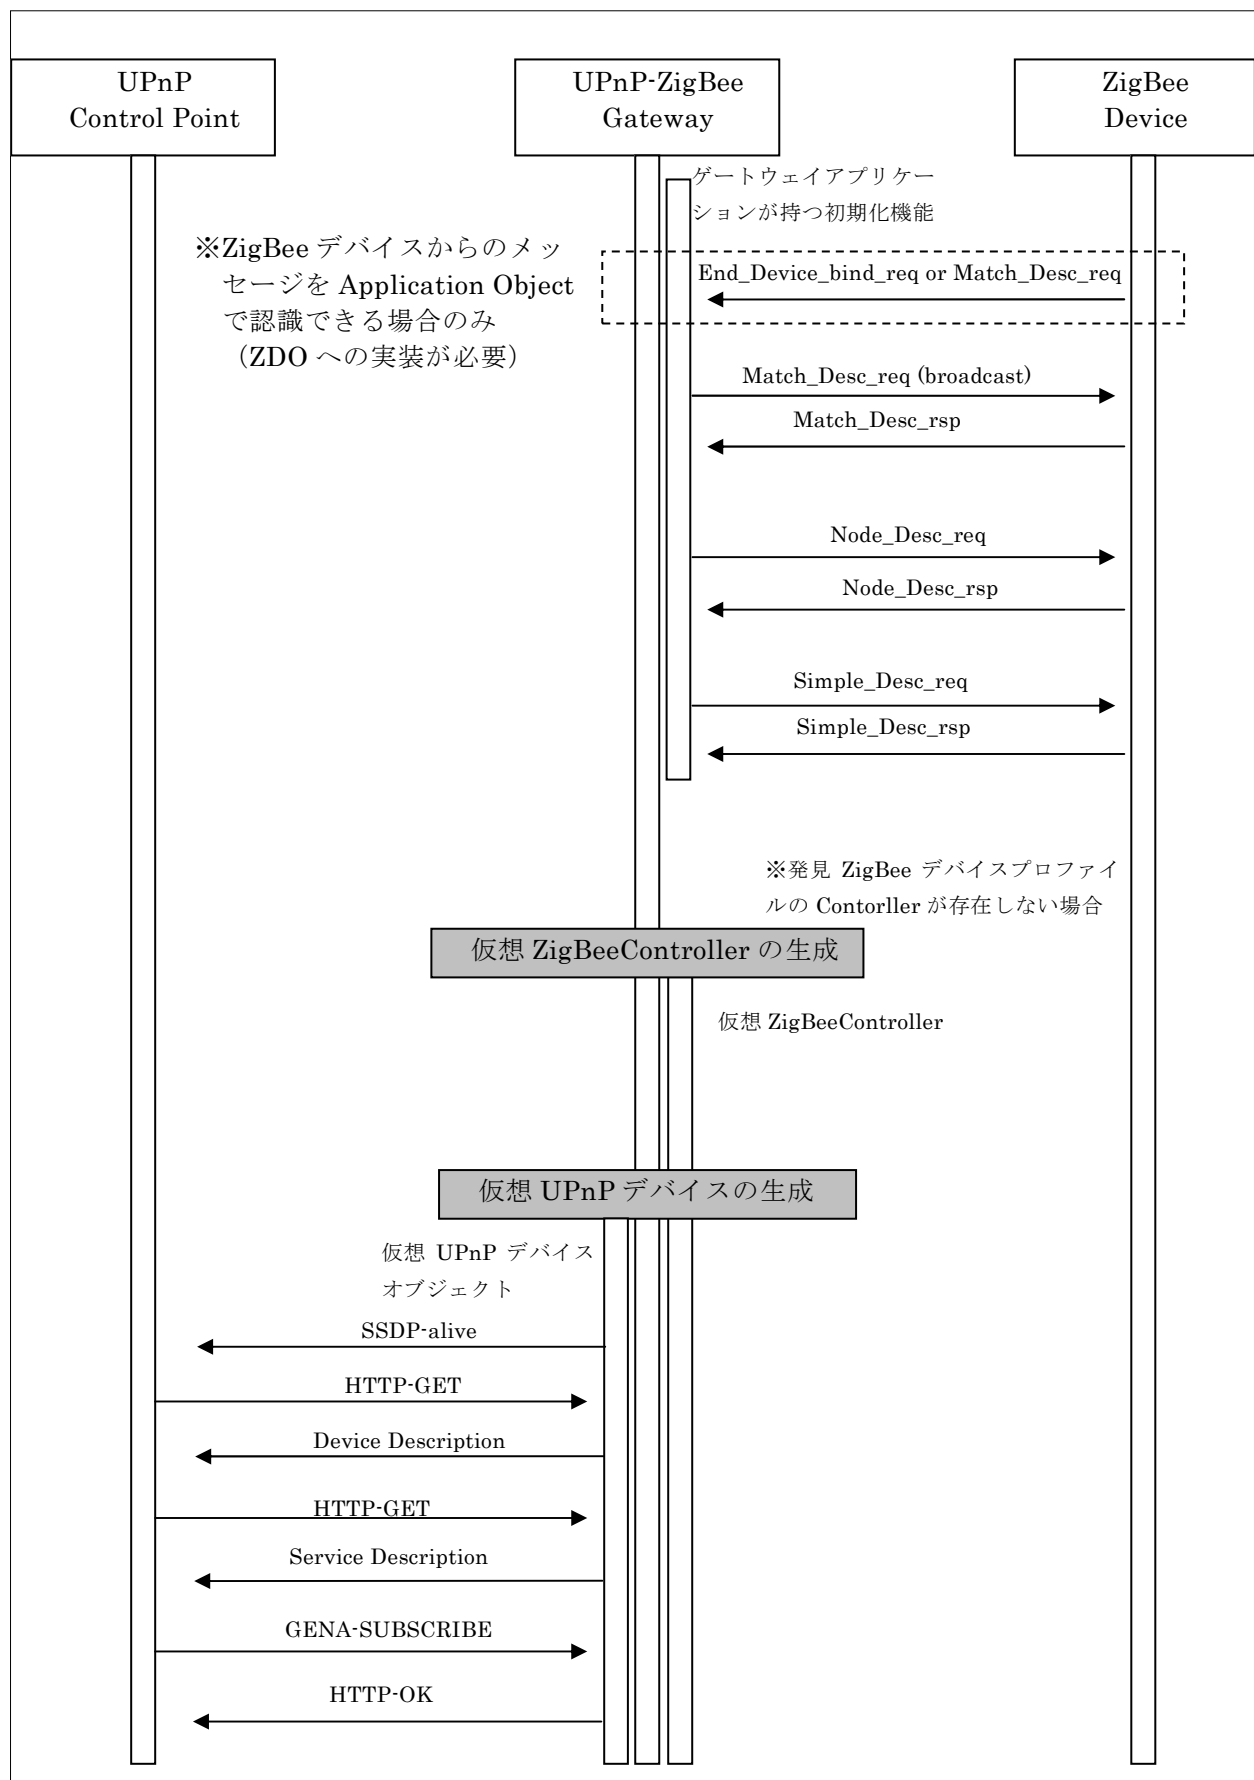 UPnP
Control Point
UPnP-ZigBee
Gateway
ZigBee
Device
ゲートウェイアプリケー
ションが持つ初期化機能
※ZigBee デバイスからのメッ
セージを Application Object
で認識できる場合のみ
（ZDO への実装が必要）
End_Device_bind_req or Match_Desc_req
Match_Desc_req (broadcast)
Match_Desc_rsp
Node_Desc_req
Node_Desc_rsp
Simple_Desc_req
Simple_Desc_rsp
※発見 ZigBee デバイスプロファイ
ルの Contorller が存在しない場合
仮想 ZigBeeController の生成
仮想 ZigBeeController
仮想 UPnP デバイスの生成
仮想 UPnP デバイス
オブジェクト
SSDP-alive
HTTP-GET
Device Description
HTTP-GET
Service Description
GENA-SUBSCRIBE
HTTP-OK